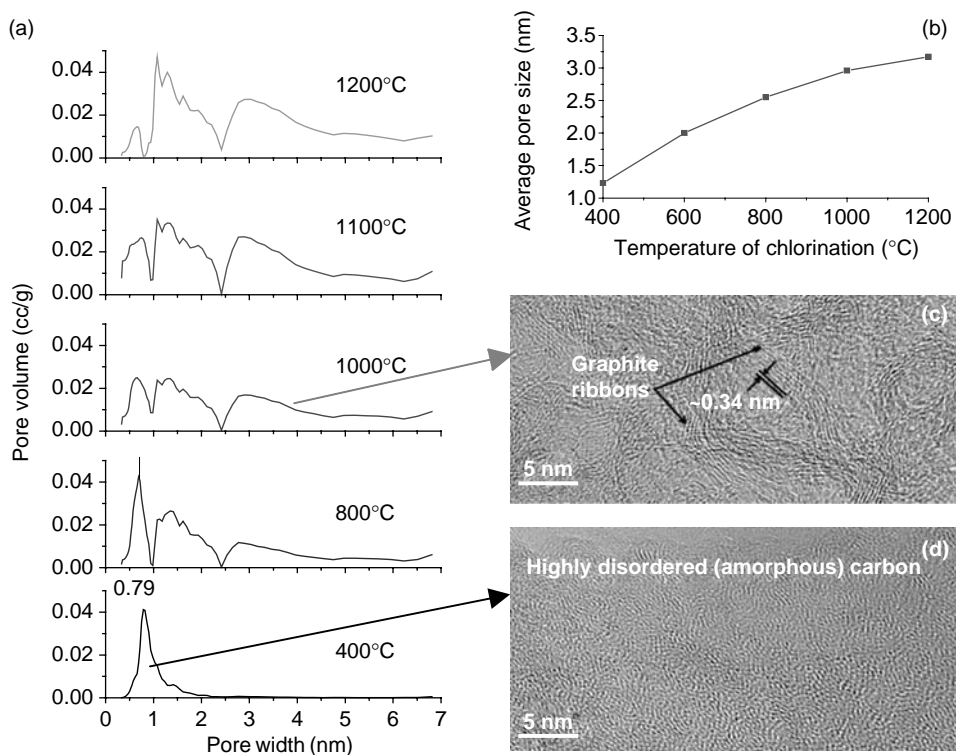 (a)
Pore volume (cc/g)
0.04
0.02
0.00
1200°C
0.04
0.02
0.00
1100°C
0.04
0.02
0.00
1000°C
0.04
0.02
0.00
800°C
0.79
0.04
0.02
0.00
400°C
0 1 2 3 4 5 6 7
Pore width (nm)
(b)
Average pore size (nm)
3.5
3.0
2.5
2.0
1.5
1.0
400 600 800 1000 1200
Temperature of chlorination (°C)
(c)
Graphite
ribbons
~0.34 nm
5 nm
(d)
Highly disordered (amorphous) carbon
5 nm